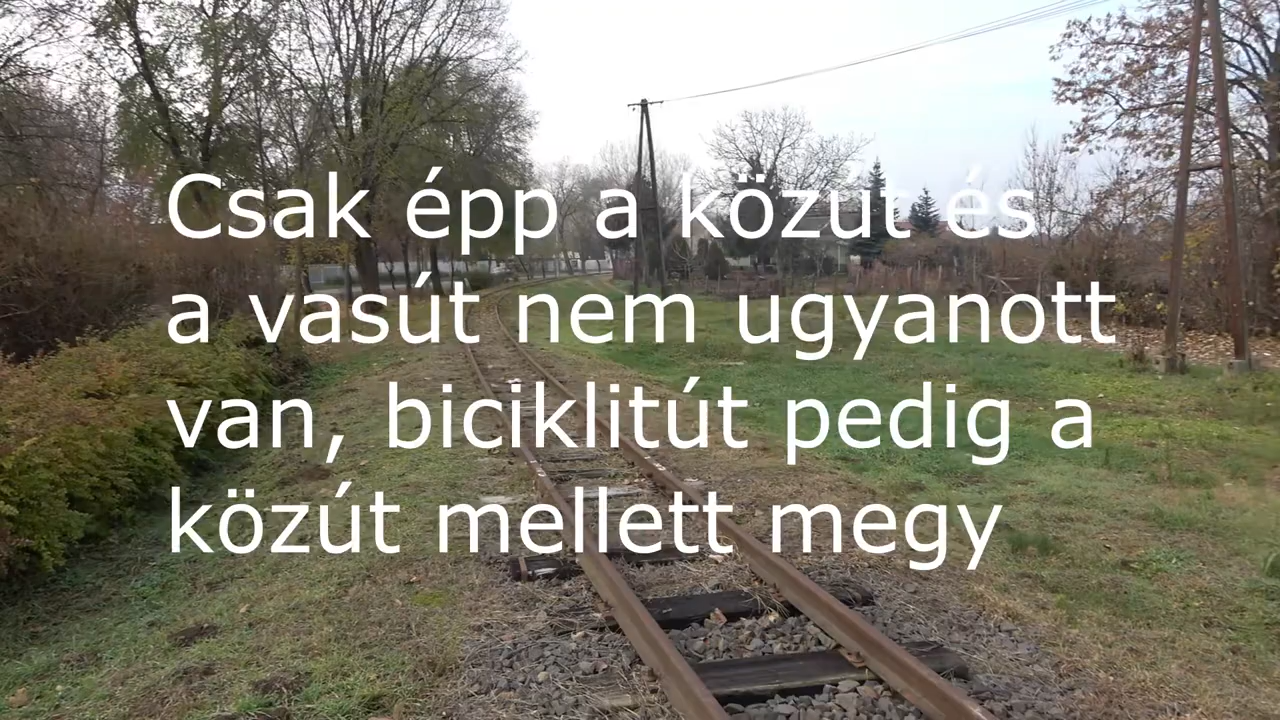 Csak épp a közút és
a vasút nem ugyanott
van, biciklitút pedig a
közút mellett megy